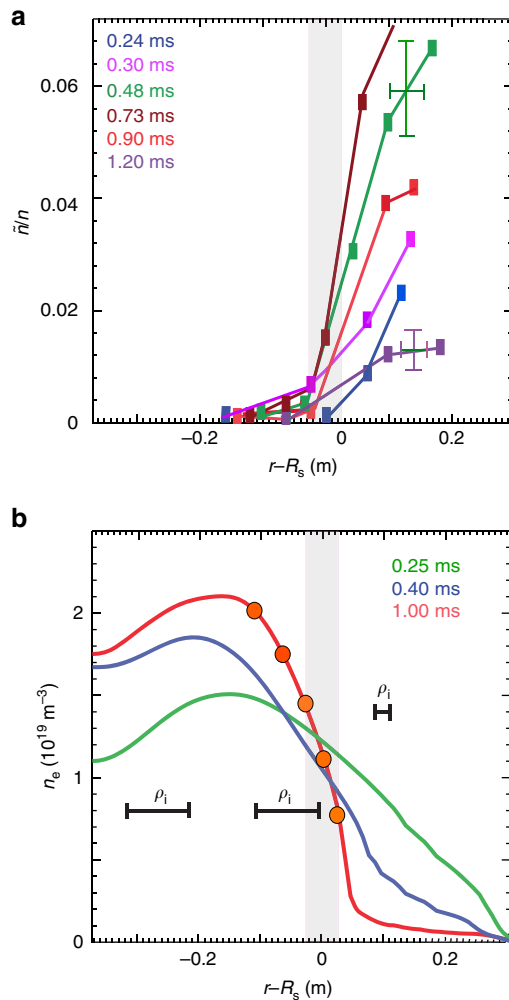 a
0.24 ms
0.30 ms
0.48 ms
0.73 ms
0.90 ms
1.20 ms
0.06
0.04
0.02
0
ñ/n
−0.2
0
0.2
r–Rs (m)
b
0.25 ms
0.40 ms
1.00 ms
2
1
0
ne (10¹⁹ m⁻³)
ρi
ρi
ρi
−0.2
0
0.2
r–Rs (m)